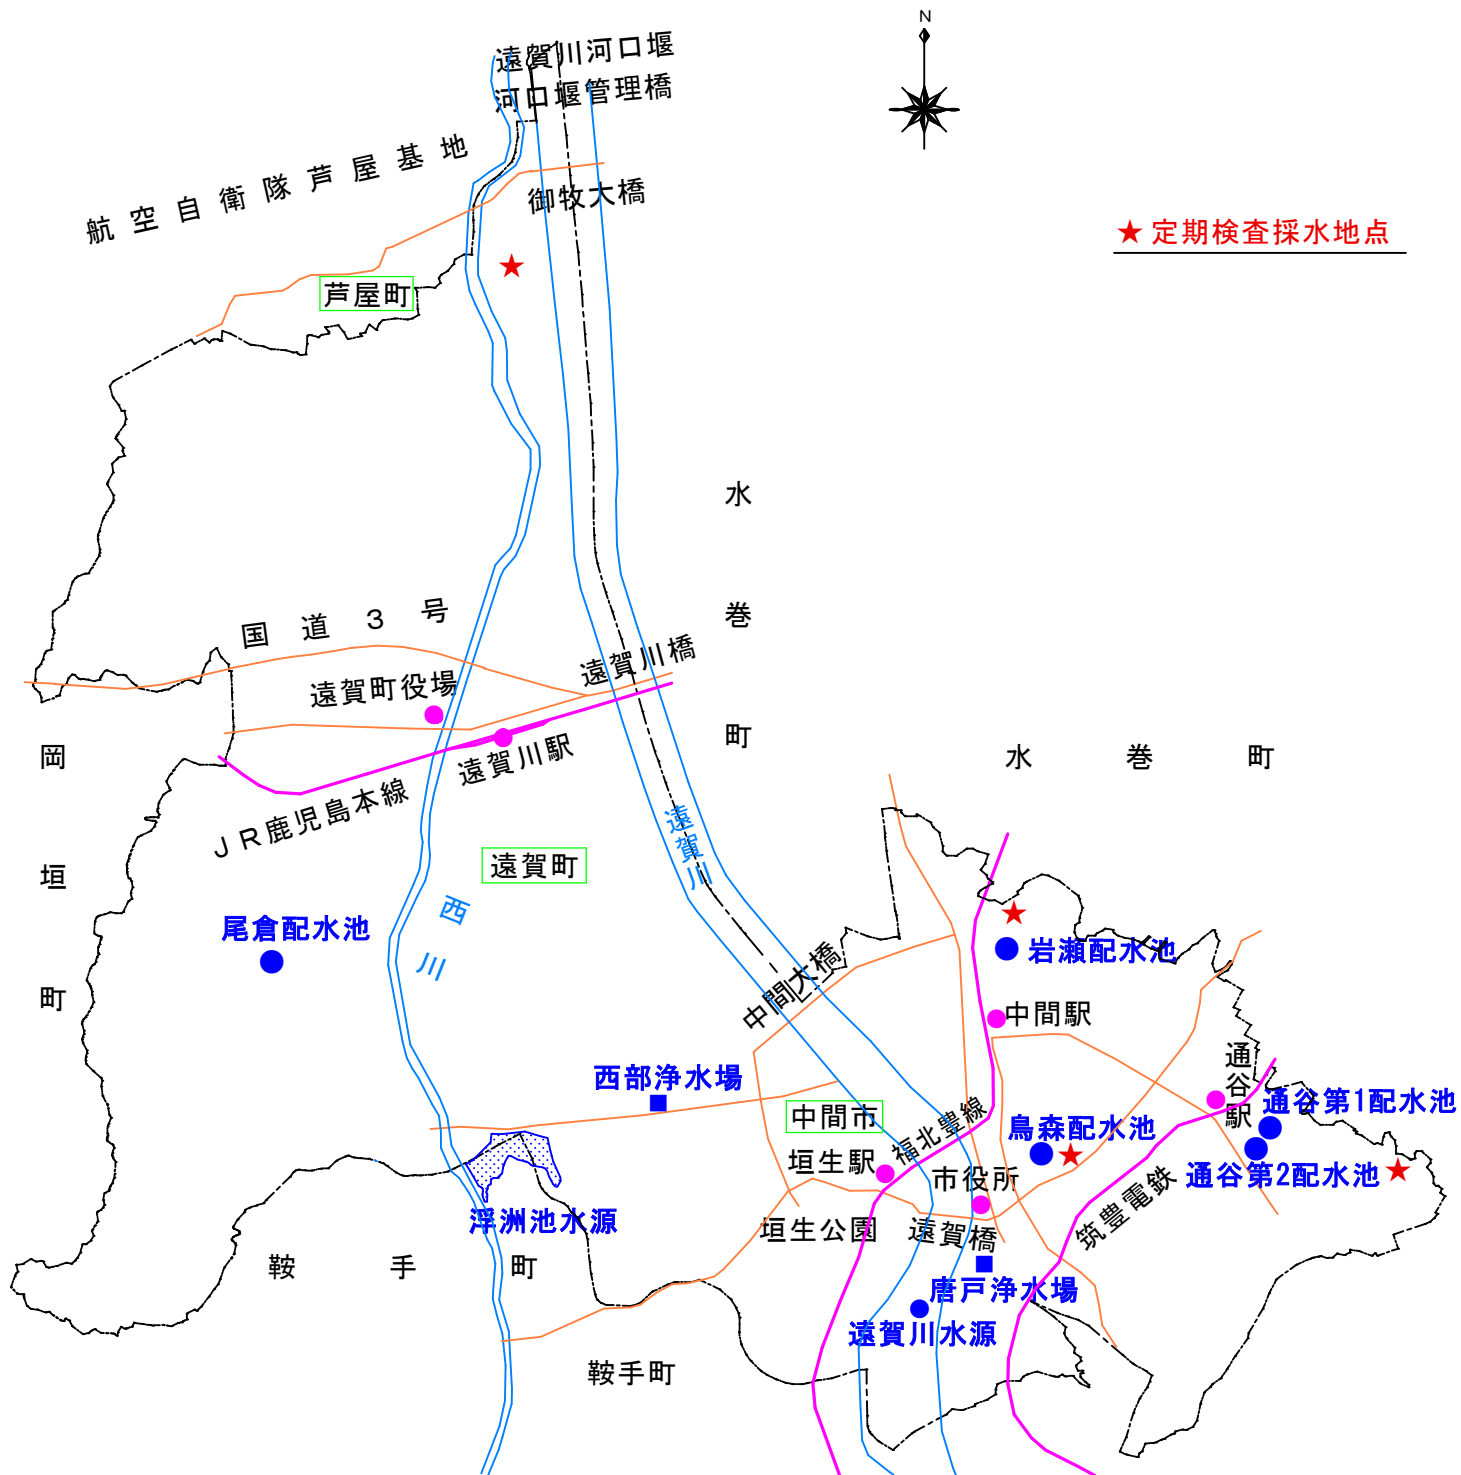 N
遠賀川河口堰
河口堰管理橋
航空自衛隊芦屋基地
御牧大橋
★定期検査採水地点
芦屋町
水巻町
国道3号
遠賀川橋
遠賀町役場
遠賀川駅
JR鹿児島本線
岡垣町
水巻町
遠賀川
遠賀町
西川
尾倉配水池
中間大橋
岩瀬配水池
中間駅
西部浄水場
中間市
通谷駅
通谷第1配水池
福北豊線
鳥森配水池
垣生駅
市役所
通谷第2配水池
筑豊電鉄
浮洲池水源
垣生公園
遠賀橋
鞍手町
唐戸浄水場
遠賀川水源
鞍手町